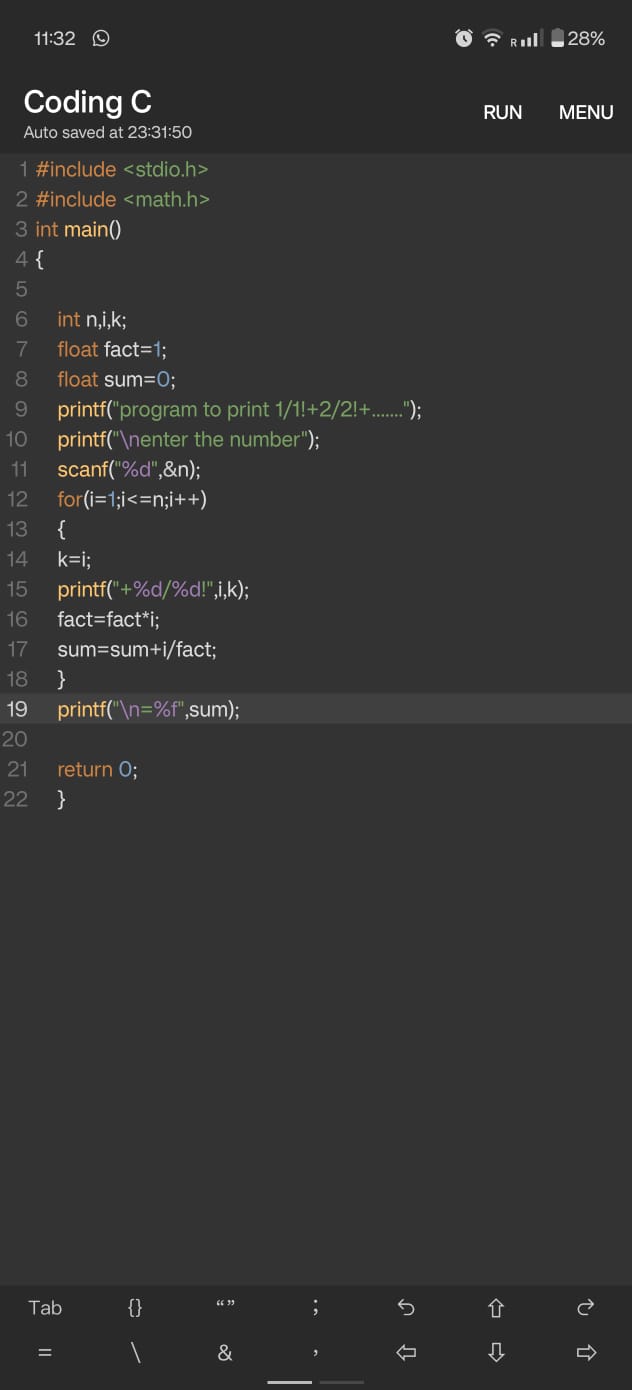 11:32 R 28%
Coding C
Auto saved at 23:31:50
RUN MENU
1 #include <stdio.h>
2 #include <math.h>
3 int main()
4 {
5
6 int n,i,k;
7 float fact=1;
8 float sum=0;
9 printf("program to print 1/1!+2/2!+.......");
10 printf("\nenter the number");
11 scanf("%d",&n);
12 for(i=1;i<=n;i++)
13 {
14 k=i;
15 printf("+%d/%d!",i,k);
16 fact=fact*i;
17 sum=sum+i/fact;
18 }
19 printf("\n=%f",sum);
20
21 return 0;
22 }
Tab {} “” ;
= \ & ,